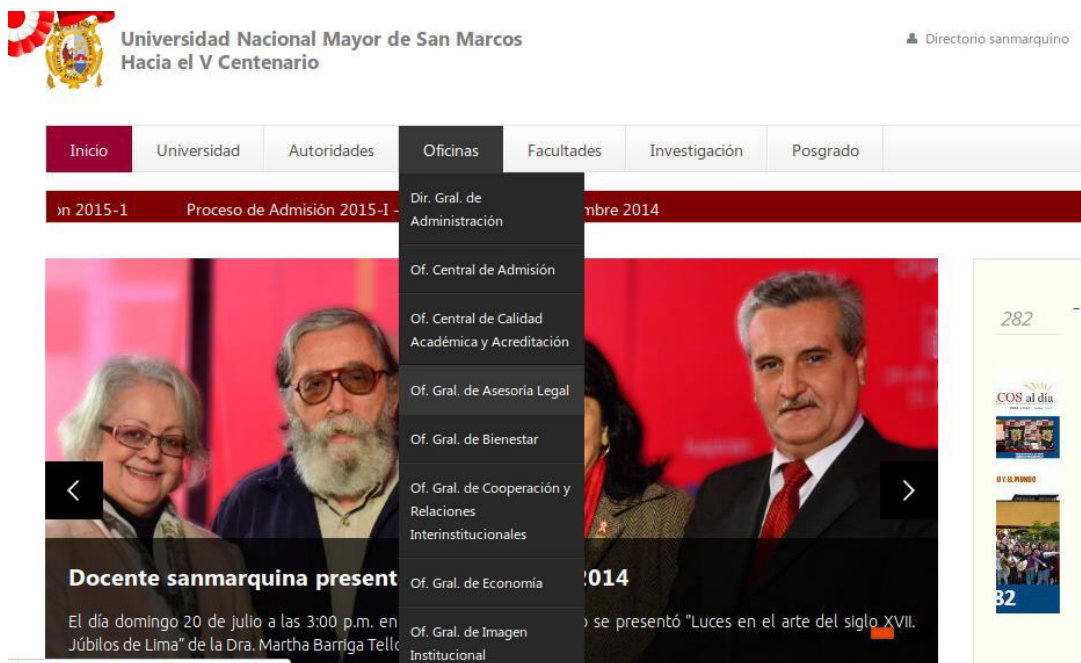 Universidad Nacional Mayor de San Marcos
Hacia el V Centenario
Directorio sanmarquino
Inicio Universidad Autoridades Oficinas Facultades Investigación Posgrado
2015-1 Proceso de Admisión 2015-I - 2014
Dir. Gral. de
Administración
Of. Central de Admisión
Of. Central de Calidad
Académica y Acreditación
Of. Gral. de Asesoría Legal
Of. Gral. de Bienestar
Of. Gral. de Cooperación y
Relaciones
Interinstitucionales
Of. Gral. de Economía
Of. Gral. de Imagen
Institucional
Docente sanmarquina present 2014
El día domingo 20 de julio a las 3:00 p.m. en se presentó "Luces en el arte del siglo XVII.
Júbilos de Lima" de la Dra. Martha Barriga Tello
282
COS al día
O Y EL MUNDO
82